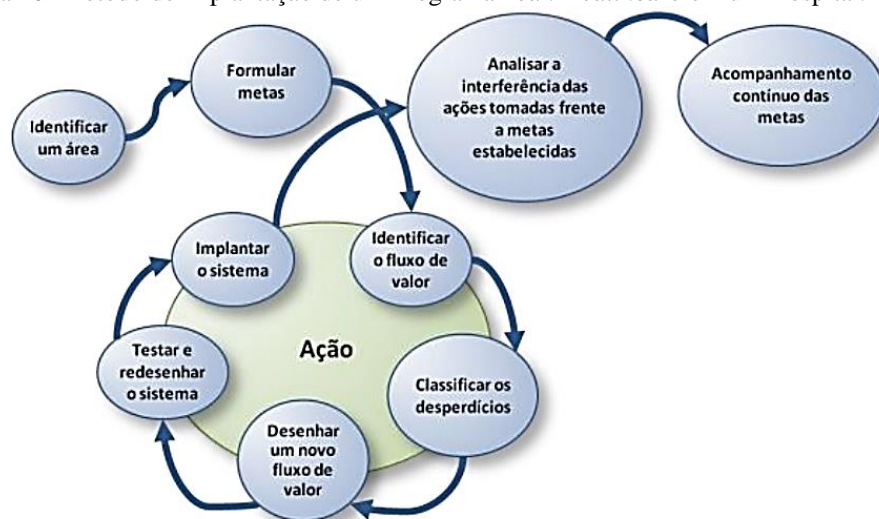 Identificar
um área
Formular
metas
Analisar a
interferência das
ações tomadas frente
a metas
estabelecidas
Acompanhamento
contínuo das
metas
Identificar
o fluxo de
valor
Classificar os
desperdícios
Desenhar
um novo
fluxo de
valor
Testar e
redesenhar
o sistema
Implantar
o sistema
Ação